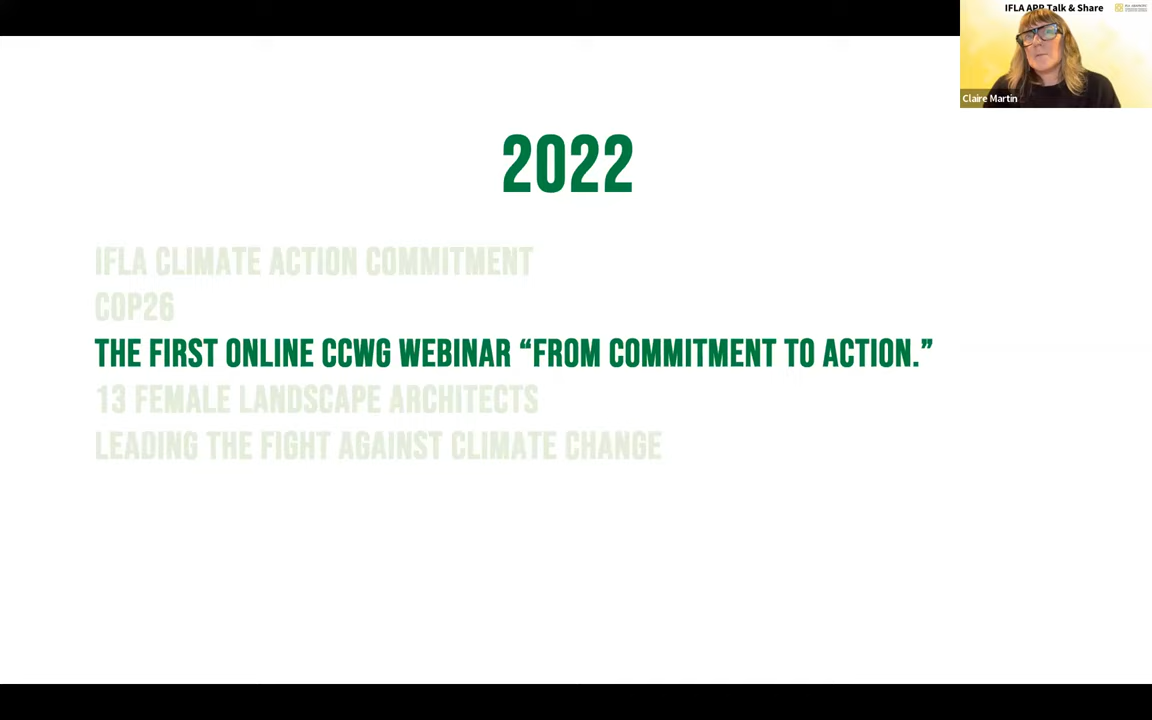 IFLA APR Talk & Share
Claire Martin
2022
IFLA CLIMATE ACTION COMMITMENT
COP26
THE FIRST ONLINE CCWG WEBINAR “FROM COMMITMENT TO ACTION.”
13 FEMALE LANDSCAPE ARCHITECTS
LEADING THE FIGHT AGAINST CLIMATE CHANGE